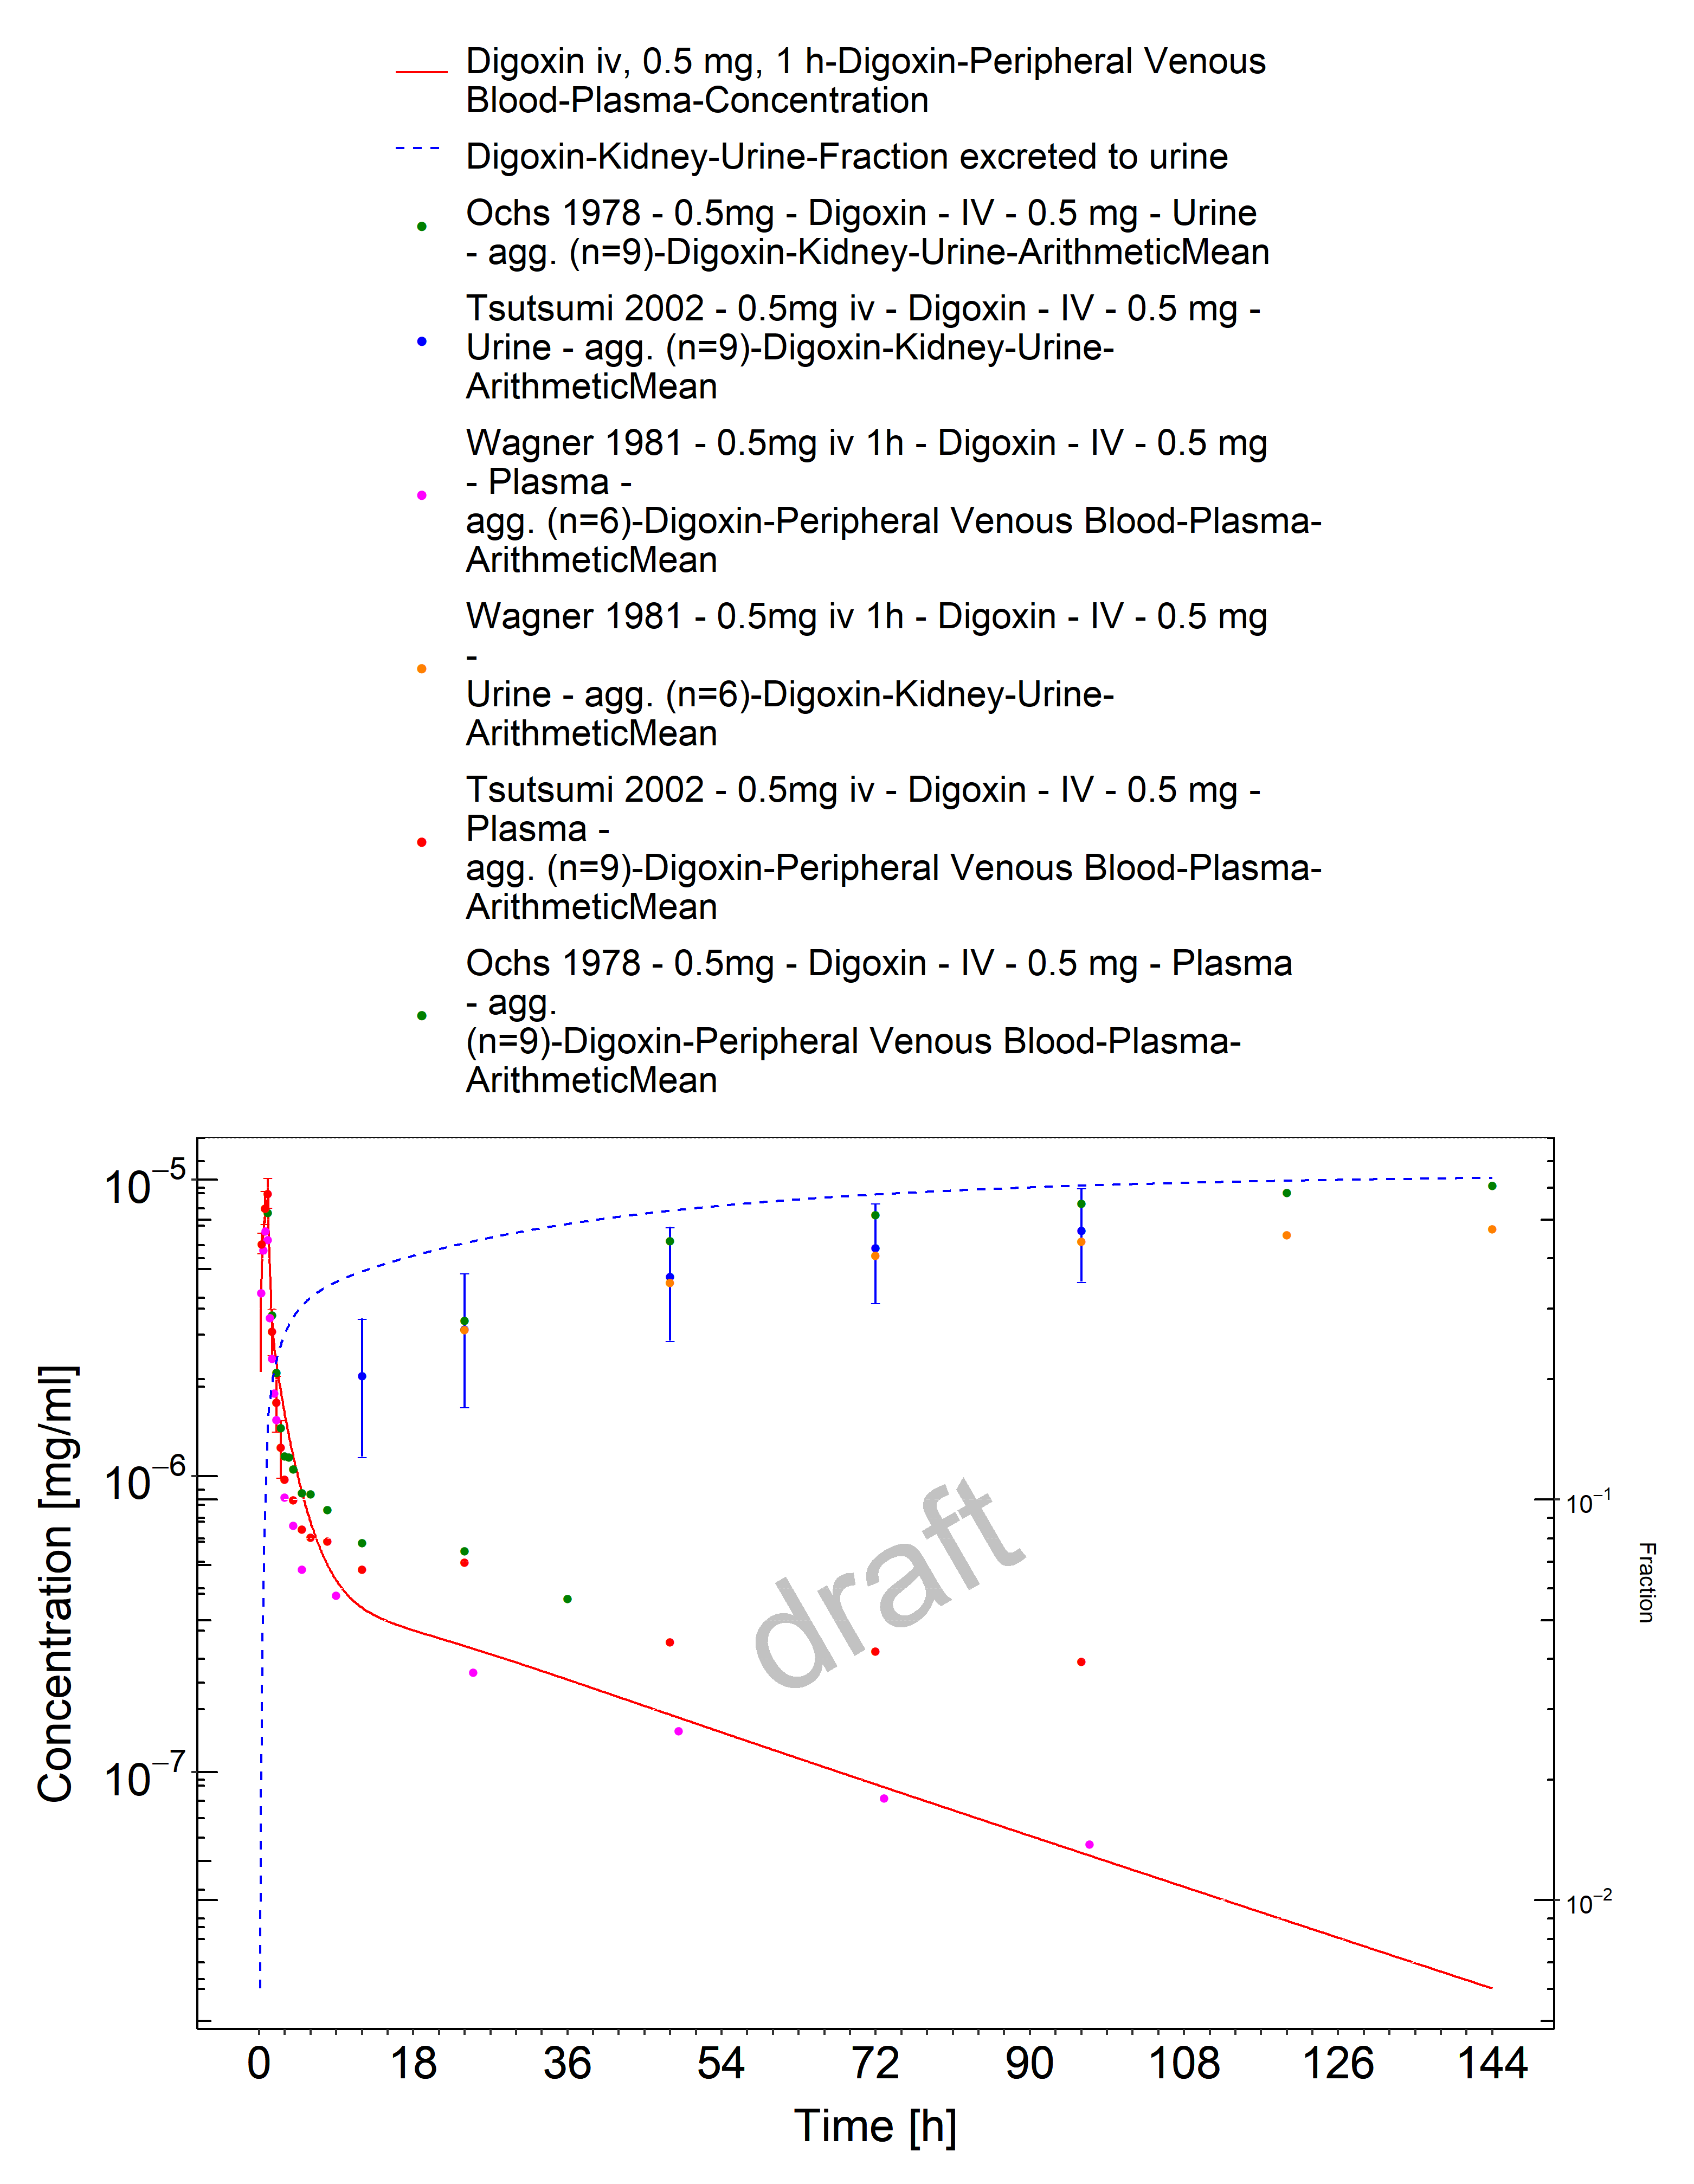 Digoxin iv, 0.5 mg, 1 h-Digoxin-Peripheral Venous
Blood-Plasma-Concentration
Digoxin-Kidney-Urine-Fraction excreted to urine
Ochs 1978 - 0.5mg - Digoxin - IV - 0.5 mg - Urine
- agg. (n=9)-Digoxin-Kidney-Urine-ArithmeticMean
Tsutsumi 2002 - 0.5mg iv - Digoxin - IV - 0.5 mg -
Urine - agg. (n=9)-Digoxin-Kidney-Urine-
ArithmeticMean
Wagner 1981 - 0.5mg iv 1h - Digoxin - IV - 0.5 mg
- Plasma -
agg. (n=6)-Digoxin-Peripheral Venous Blood-Plasma-
ArithmeticMean
Wagner 1981 - 0.5mg iv 1h - Digoxin - IV - 0.5 mg
-
Urine - agg. (n=6)-Digoxin-Kidney-Urine-
ArithmeticMean
Tsutsumi 2002 - 0.5mg iv - Digoxin - IV - 0.5 mg -
Plasma -
agg. (n=9)-Digoxin-Peripheral Venous Blood-Plasma-
ArithmeticMean
Ochs 1978 - 0.5mg - Digoxin - IV - 0.5 mg - Plasma
- agg.
(n=9)-Digoxin-Peripheral Venous Blood-Plasma-
ArithmeticMean
10⁻⁵
10⁻⁶
10⁻⁷
Concentration [mg/ml]
draft
10⁻¹
10⁻²
Fraction
0 18 36 54 72 90 108 126 144
Time [h]